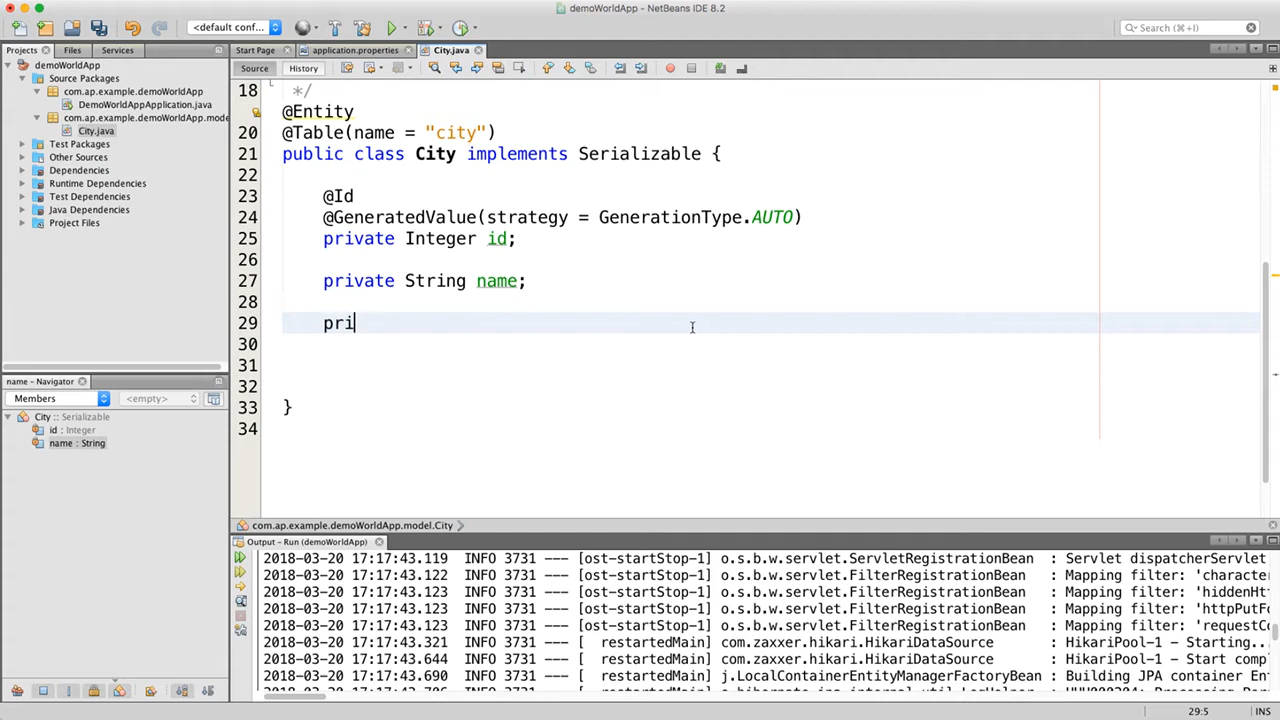 demoWorldApp - NetBeans IDE 8.2
<default conf...
Search (⌘+I)
Projects
Files
Services
Start Page
application.properties
City.java
demoWorldApp
Source Packages
com.ap.example.demoWorldApp
DemoWorldAppApplication.java
com.ap.example.demoWorldApp.mode
City.java
Test Packages
Other Sources
Dependencies
Runtime Dependencies
Test Dependencies
Java Dependencies
Project Files
Source
History
18 */
@Entity
20 @Table(name = "city")
21 public class City implements Serializable {
22
23 @Id
24 @GeneratedValue(strategy = GenerationType.AUTO)
25 private Integer id;
26
27 private String name;
28
29 pri
30
31
32
33 }
34
name - Navigator
Members
<empty>
City :: Serializable
id : Integer
name : String
com.ap.example.demoWorldApp.model.City
Output - Run (demoWorldApp)
2018-03-20 17:17:43.119 INFO 3731 --- [ost-startStop-1] o.s.b.w.servlet.ServletRegistrationBean : Servlet dispatcherServlet
2018-03-20 17:17:43.122 INFO 3731 --- [ost-startStop-1] o.s.b.w.servlet.FilterRegistrationBean : Mapping filter: 'character
2018-03-20 17:17:43.123 INFO 3731 --- [ost-startStop-1] o.s.b.w.servlet.FilterRegistrationBean : Mapping filter: 'hiddenHt
2018-03-20 17:17:43.123 INFO 3731 --- [ost-startStop-1] o.s.b.w.servlet.FilterRegistrationBean : Mapping filter: 'httpPutFo
2018-03-20 17:17:43.123 INFO 3731 --- [ost-startStop-1] o.s.b.w.servlet.FilterRegistrationBean : Mapping filter: 'requestCo
2018-03-20 17:17:43.321 INFO 3731 --- [ restartedMain] com.zaxxer.hikari.HikariDataSource : HikariPool-1 - Starting..
2018-03-20 17:17:43.644 INFO 3731 --- [ restartedMain] com.zaxxer.hikari.HikariDataSource : HikariPool-1 - Start comp
2018-03-20 17:17:43.690 INFO 3731 --- [ restartedMain] j.LocalContainerEntityManagerFactoryBean : Building JPA container Ent
29:5
INS